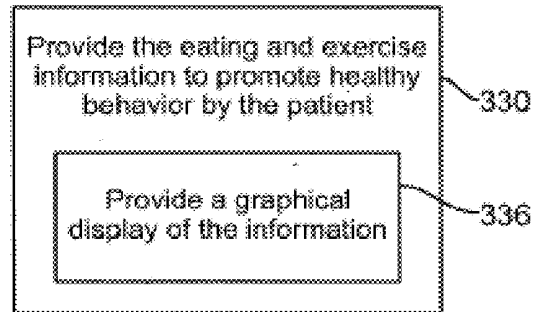 Provide the eating and exercise
information to promote healthy
behavior by the patient
330
Provide a graphical
display of the information
336